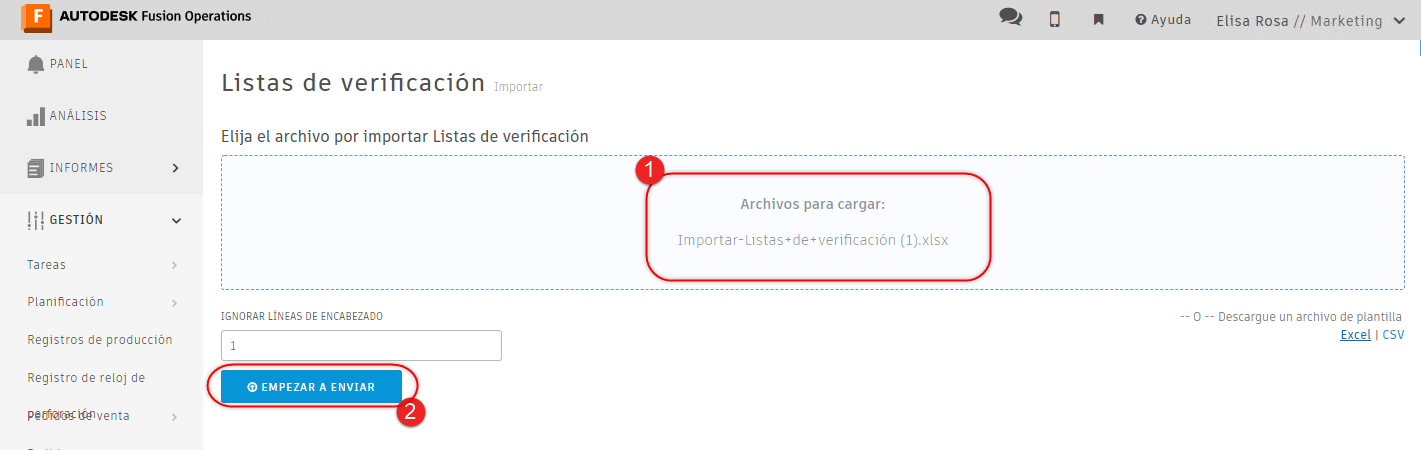 F AUTODESK Fusion Operations
Ayuda
Elisa Rosa // Marketing
PANEL
ANÁLISIS
INFORMES
GESTIÓN
Tareas
Planificación
Registros de producción
Registro de reloj de
perforación
Pedidos de venta
Listas de verificación Importar
Elija el archivo por importar Listas de verificación
1
Archivos para cargar:
Importar-Listas+de+verificación (1).xlsx
IGNORAR LÍNEAS DE ENCABEZADO
1
-- O -- Descargue un archivo de plantilla
Excel | CSV
EMPEZAR A ENVIAR
2